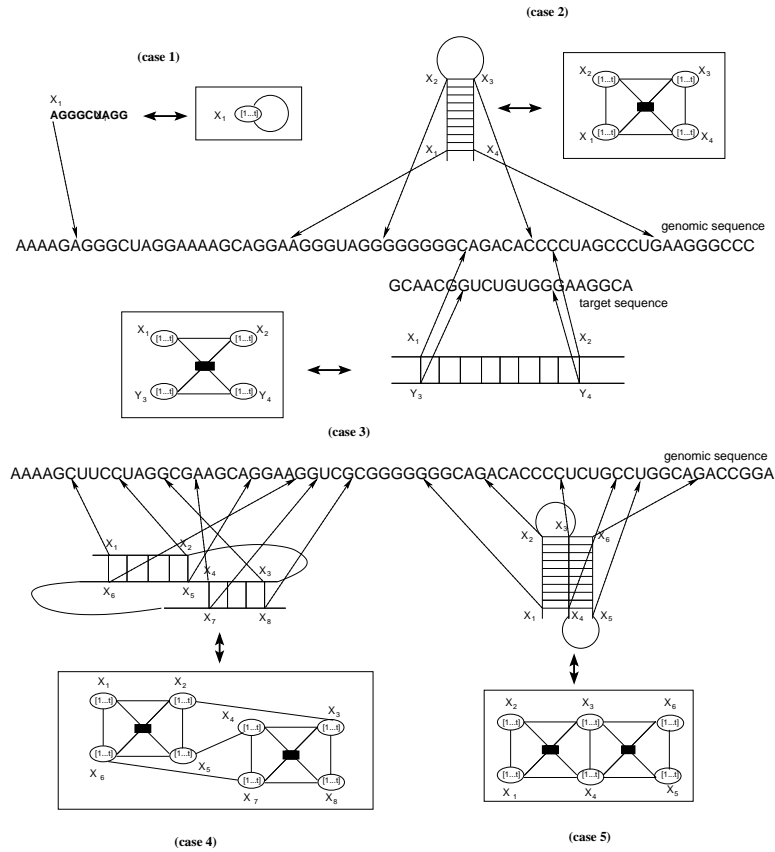 (case 2)
(case 1)
X1
AGGGCUAGG
X1 [1...t]
X2 X3
X1 X4
X2 [1...t] [1...t] X3
X1 [1...t] [1...t] X4
genomic sequence
AAAAGAGGGCUAGGAAAAGCAGGAAGGGUAGGGGGGGGGCAGACACCCCUAGCCCUGAAGGGCCC
GCAACGGUCUGUGGGAAGGCA
target sequence
X1 [1...t] [1...t] X2
Y3 [1...t] [1...t] Y4
X1 X2
Y3 Y4
(case 3)
genomic sequence
AAAAGCUUCCUAGGCGAAGCAGGAAGGUCGCGGGGGGGGCAGACACCCCUCUGCCUGGCAGACCGGA
X1 X2 X4 X3
X6 X5
X7 X8
X2 X3 X6
X1 X4 X5
X1 X2
[1...t] [1...t]
X4 X3
[1...t] [1...t]
[1...t] [1...t]
X6 X5
[1...t] [1...t]
X7 X8
X2 X3 X6
[1...t] [1...t] [1...t]
[1...t] [1...t] [1...t]
X1 X4 X5
(case 4)
(case 5)